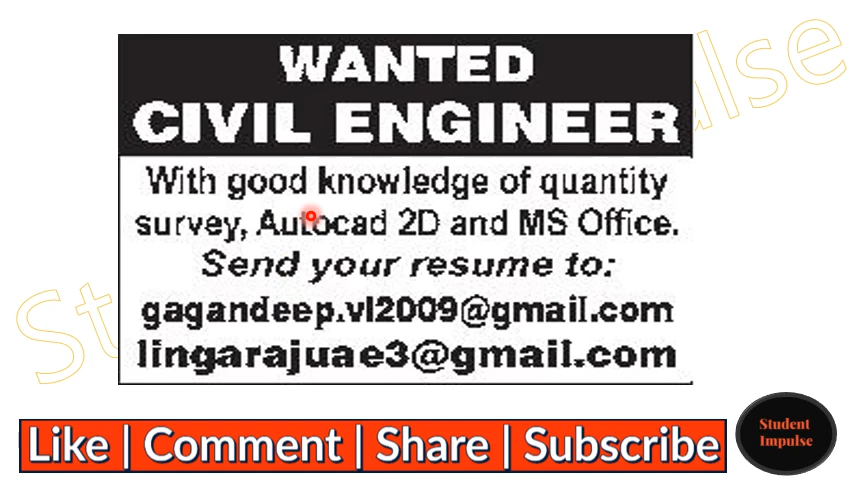 WANTED
CIVIL ENGINEER
With good knowledge of quantity
survey, Autocad 2D and MS Office.
Send your resume to:
gagandeep.vl2009@gmail.com
lingarajuae3@gmail.com
Like | Comment | Share | Subscribe
Student
Impulse